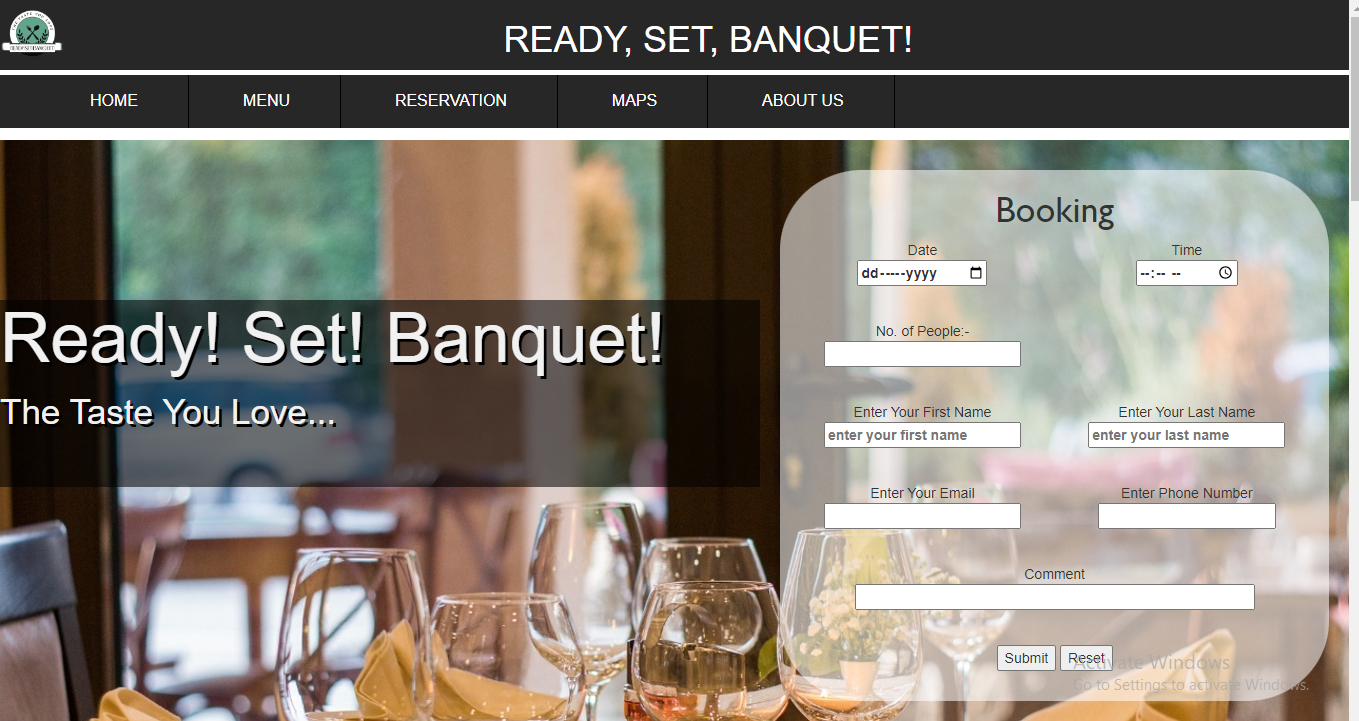 READY SET BANQUET
READY, SET, BANQUET!
HOME MENU RESERVATION MAPS ABOUT US
Ready! Set! Banquet!
The Taste You Love...
Booking
Date Time
dd-----yyyy --:-- --
No. of People:-
Enter Your First Name Enter Your Last Name
enter your first name enter your last name
Enter Your Email Enter Phone Number
Comment
Submit Reset
Activate Windows
Go to Settings to activate Windows.